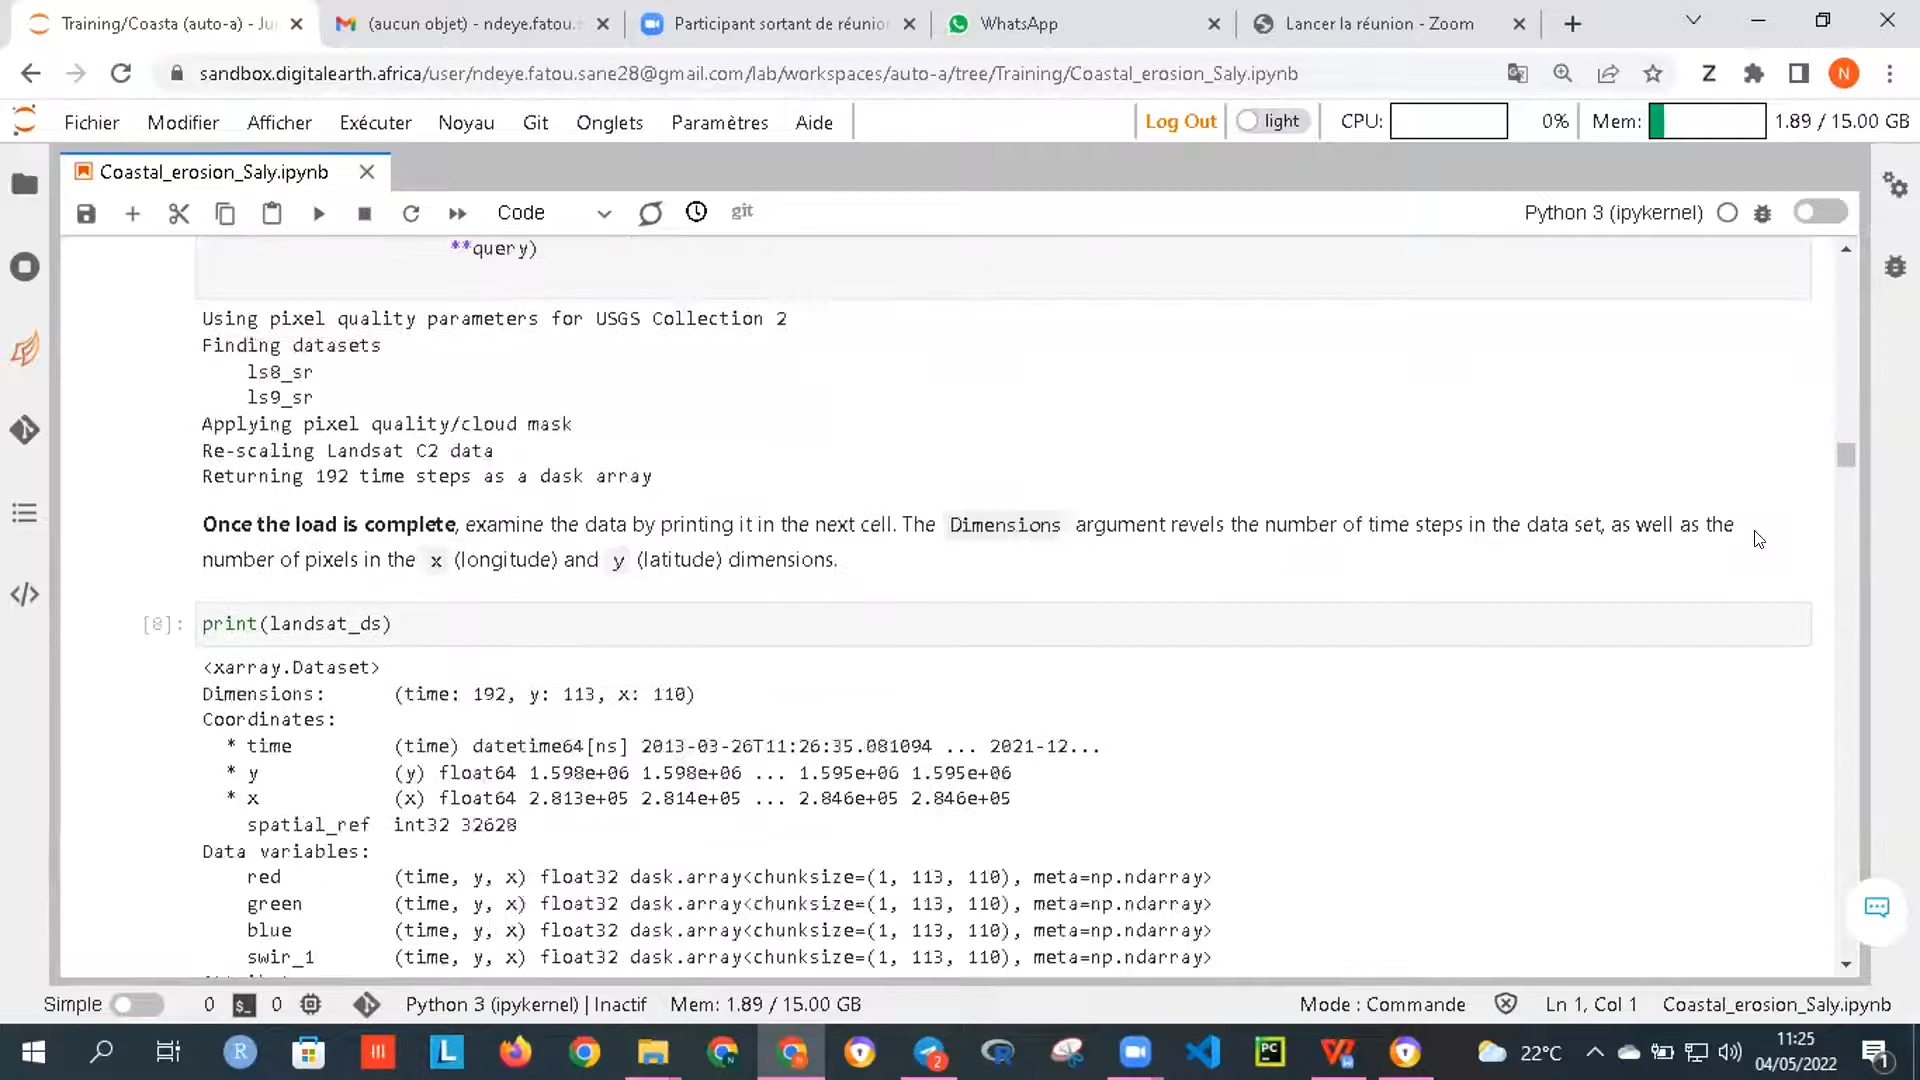 Training/Coasta (auto-a) - Ju
(aucun objet) - ndeye.fatou.
Participant sortant de réunio
WhatsApp
Lancer la réunion - Zoom
sandbox.digitalearth.africa/user/ndeye.fatou.sane28@gmail.com/lab/workspaces/auto-a/tree/Training/Coastal_erosion_Saly.ipynb
Z
N
Fichier Modifier Afficher Exécuter Noyau Git Onglets Paramètres Aide
Log Out light CPU: 0% Mem: 1.89 / 15.00 GB
Coastal_erosion_Saly.ipynb
Code git Python 3 (ipykernel)
**query)
Using pixel quality parameters for USGS Collection 2
Finding datasets
ls8_sr
ls9_sr
Applying pixel quality/cloud mask
Re-scaling Landsat C2 data
Returning 192 time steps as a dask array
Once the load is complete, examine the data by printing it in the next cell. The Dimensions argument revels the number of time steps in the data set, as well as the
number of pixels in the x (longitude) and y (latitude) dimensions.
[8]: print(landsat_ds)
<xarray.Dataset>
Dimensions: (time: 192, y: 113, x: 110)
Coordinates:
* time (time) datetime64[ns] 2013-03-26T11:26:35.081094 ... 2021-12...
* y (y) float64 1.598e+06 1.598e+06 ... 1.595e+06 1.595e+06
* x (x) float64 2.813e+05 2.814e+05 ... 2.846e+05 2.846e+05
spatial_ref int32 32628
Data variables:
red (time, y, x) float32 dask.array<chunksize=(1, 113, 110), meta=np.ndarray>
green (time, y, x) float32 dask.array<chunksize=(1, 113, 110), meta=np.ndarray>
blue (time, y, x) float32 dask.array<chunksize=(1, 113, 110), meta=np.ndarray>
swir_1 (time, y, x) float32 dask.array<chunksize=(1, 113, 110), meta=np.ndarray>
Simple 0 0 Python 3 (ipykernel) | Inactif Mem: 1.89 / 15.00 GB Mode : Commande Ln 1, Col 1 Coastal_erosion_Saly.ipynb
22°C
11:25
04/05/2022